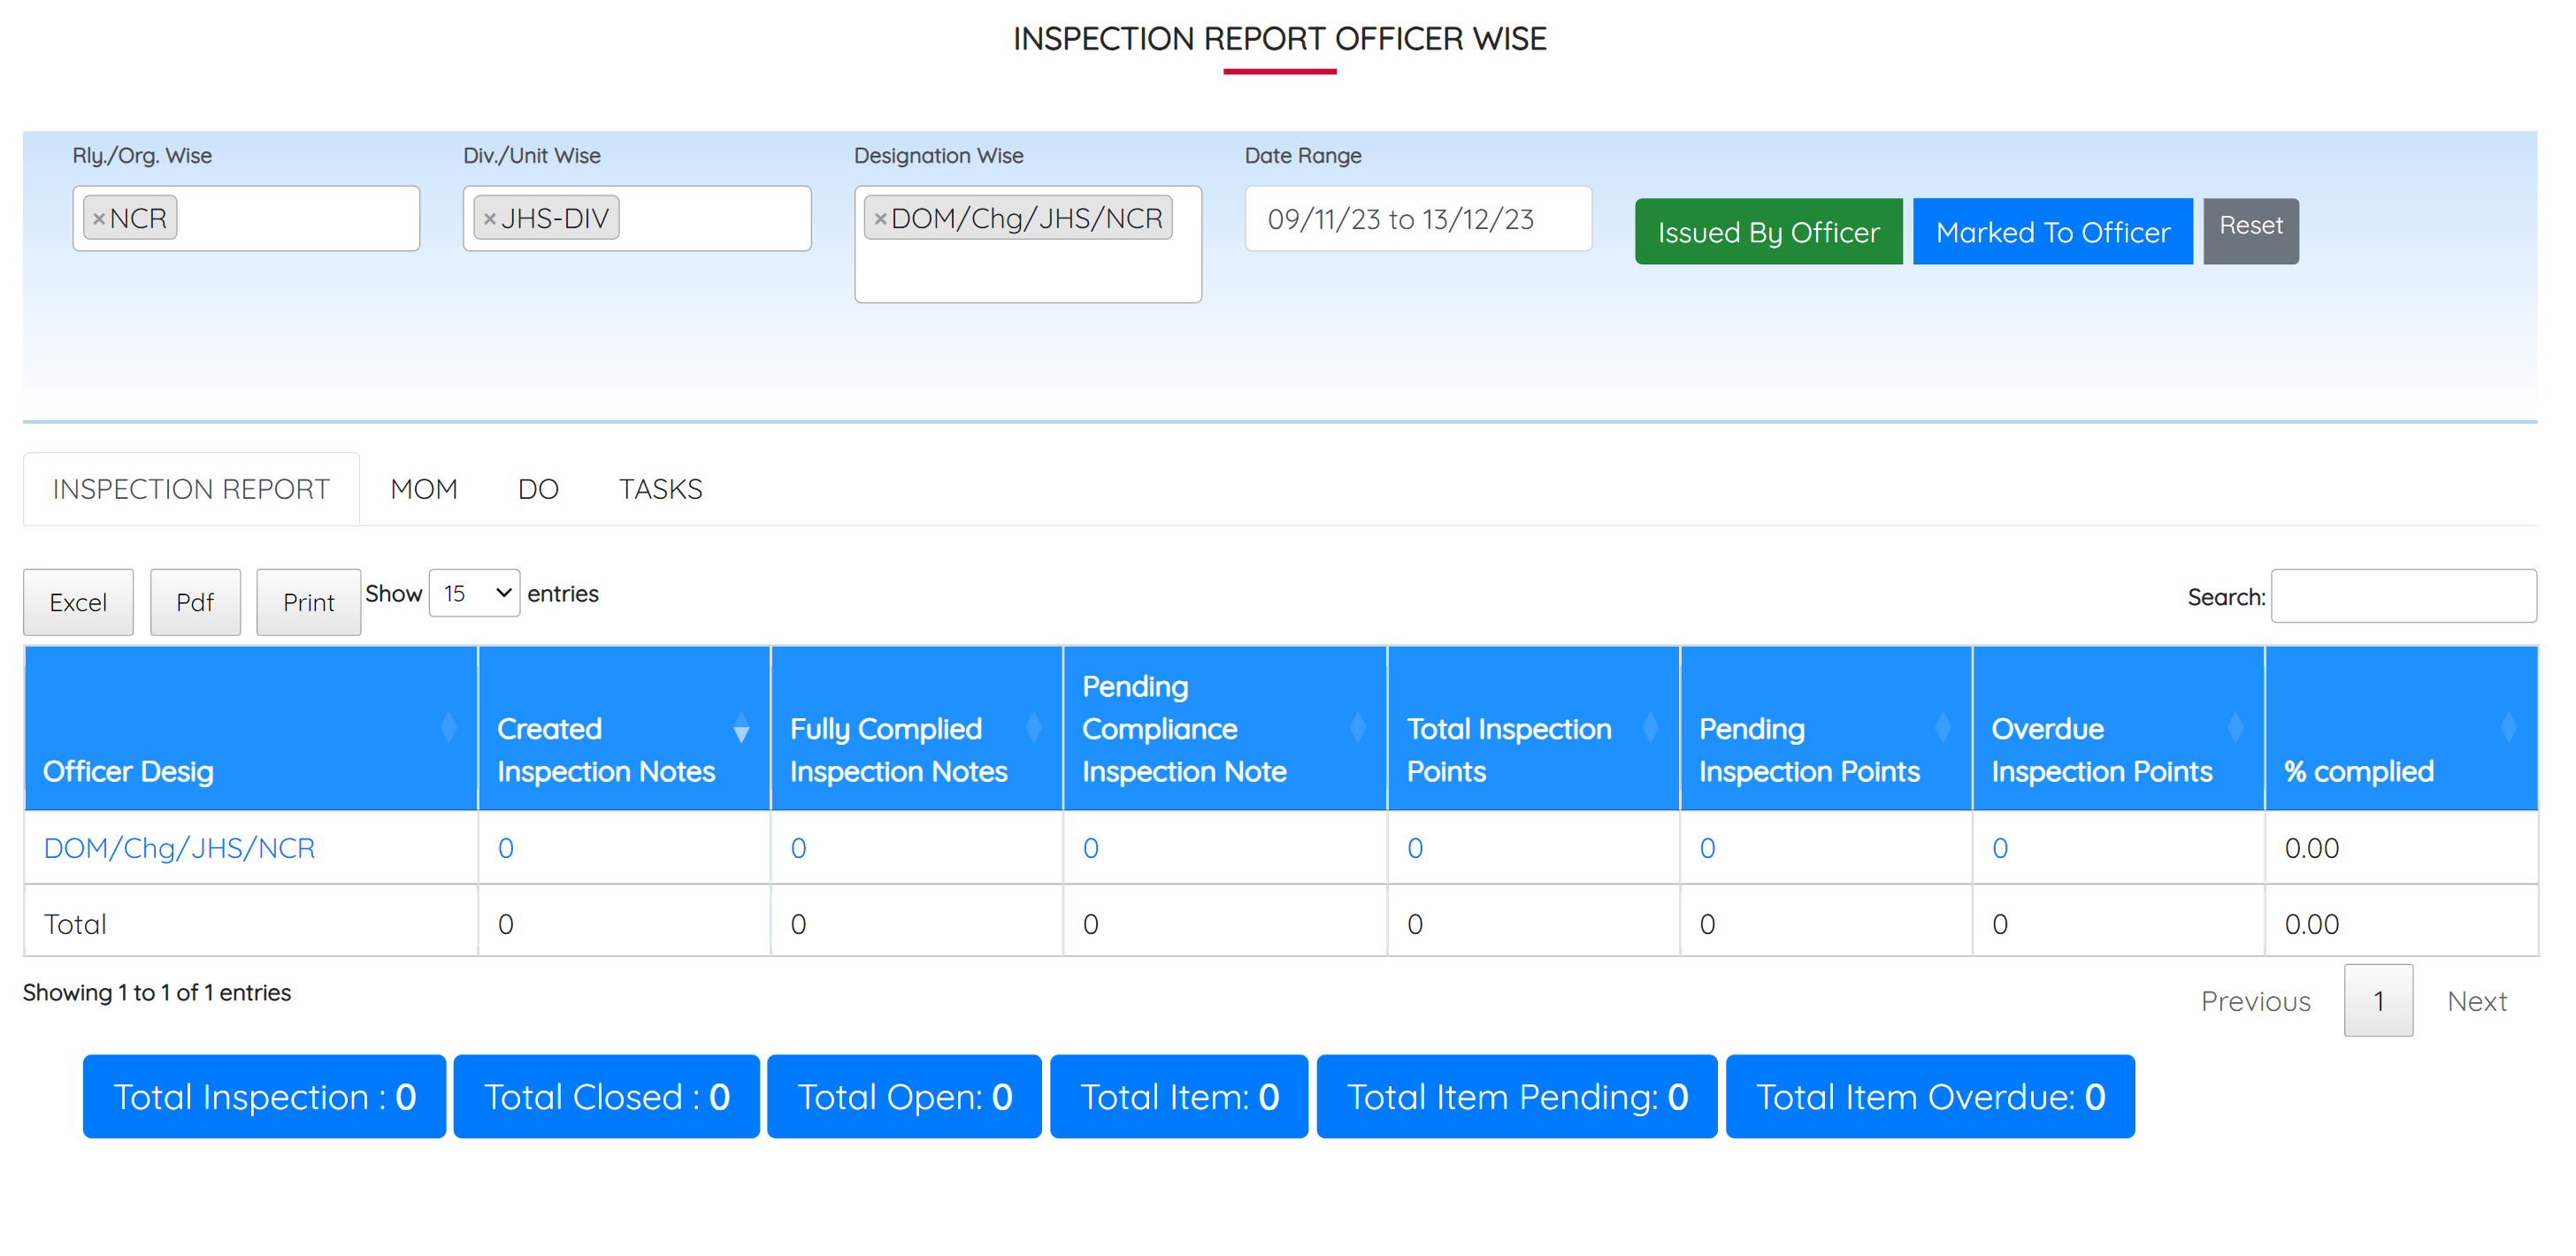 INSPECTION REPORT OFFICER WISE
Rly./Org. Wise Div./Unit Wise Designation Wise Date Range
×NCR ×JHS-DIV ×DOM/Chg/JHS/NCR 09/11/23 to 13/12/23 Issued By Officer Marked To Officer Reset
INSPECTION REPORT MOM DO TASKS
Excel Pdf Print Show 15 entries Search:
Officer Desig Created Inspection Notes Fully Complied Inspection Notes Pending Compliance Inspection Note Total Inspection Points Pending Inspection Points Overdue Inspection Points % complied
DOM/Chg/JHS/NCR 0 0 0 0 0 0 0.00
Total 0 0 0 0 0 0 0.00
Showing 1 to 1 of 1 entries Previous 1 Next
Total Inspection : 0 Total Closed : 0 Total Open: 0 Total Item: 0 Total Item Pending: 0 Total Item Overdue: 0